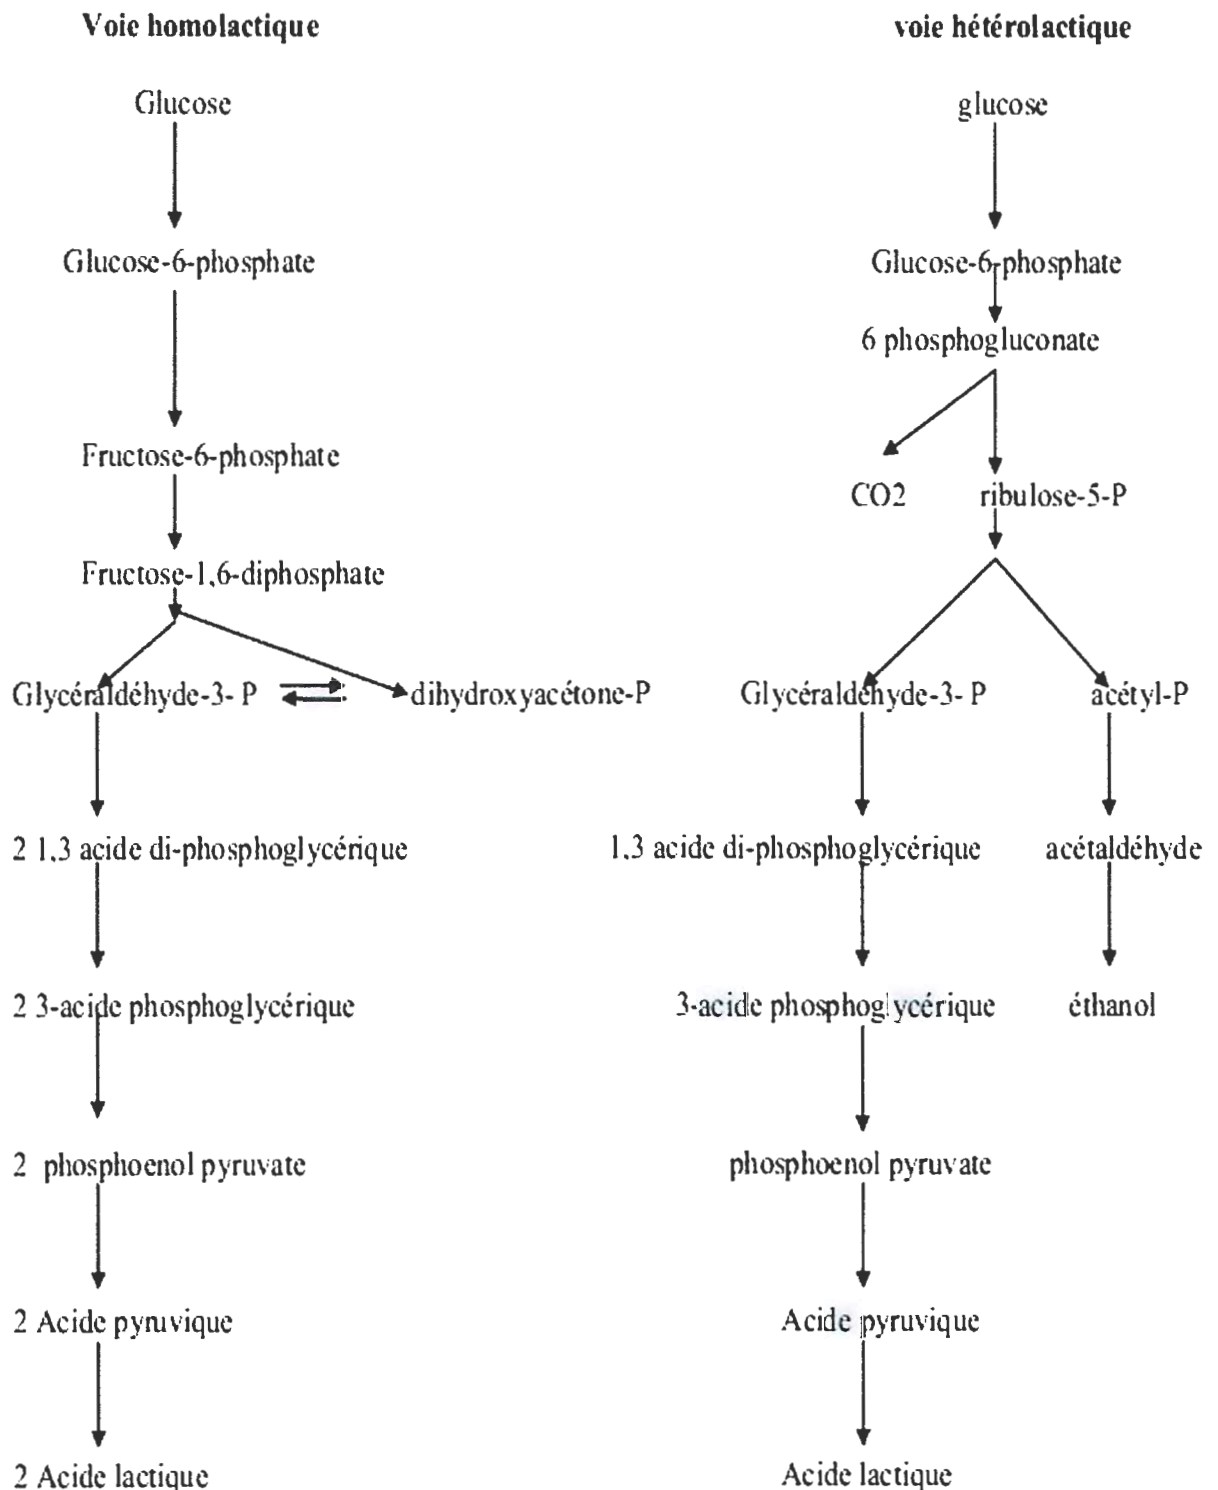 Voie homolactique
voie hétérolactique
Glucose
glucose
Glucose-6-phosphate
Glucose-6-phosphate
6 phosphogluconate
Fructose-6-phosphate
CO2
ribulose-5-P
Fructose-1,6-diphosphate
Glycéraldéhyde-3- P
dihydroxyacétone-P
Glycéraldéhyde-3- P
acétyl-P
2 1,3 acide di-phosphoglycérique
1,3 acide di-phosphoglycérique
acétaldéhyde
2 3-acide phosphoglycérique
3-acide phosphoglycérique
éthanol
2 phosphoenol pyruvate
phosphoenol pyruvate
2 Acide pyruvique
Acide pyruvique
2 Acide lactique
Acide lactique